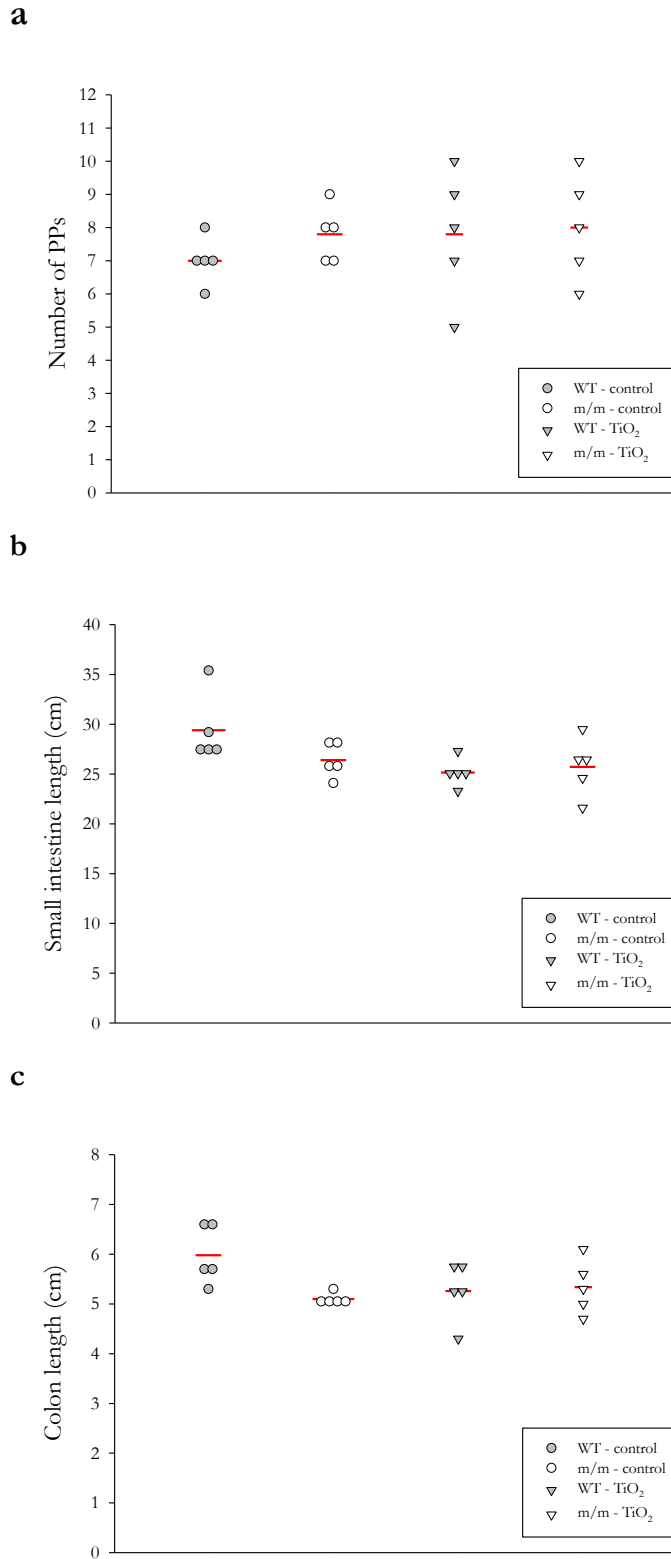 a
Number of PPs
12
11
10
9
8
7
6
5
4
3
2
1
0
WT - control
m/m - control
WT - TiO₂
m/m - TiO₂
b
Small intestine length (cm)
40
35
30
25
20
15
10
5
0
WT - control
m/m - control
WT - TiO₂
m/m - TiO₂
c
Colon length (cm)
8
7
6
5
4
3
2
1
0
WT - control
m/m - control
WT - TiO₂
m/m - TiO₂